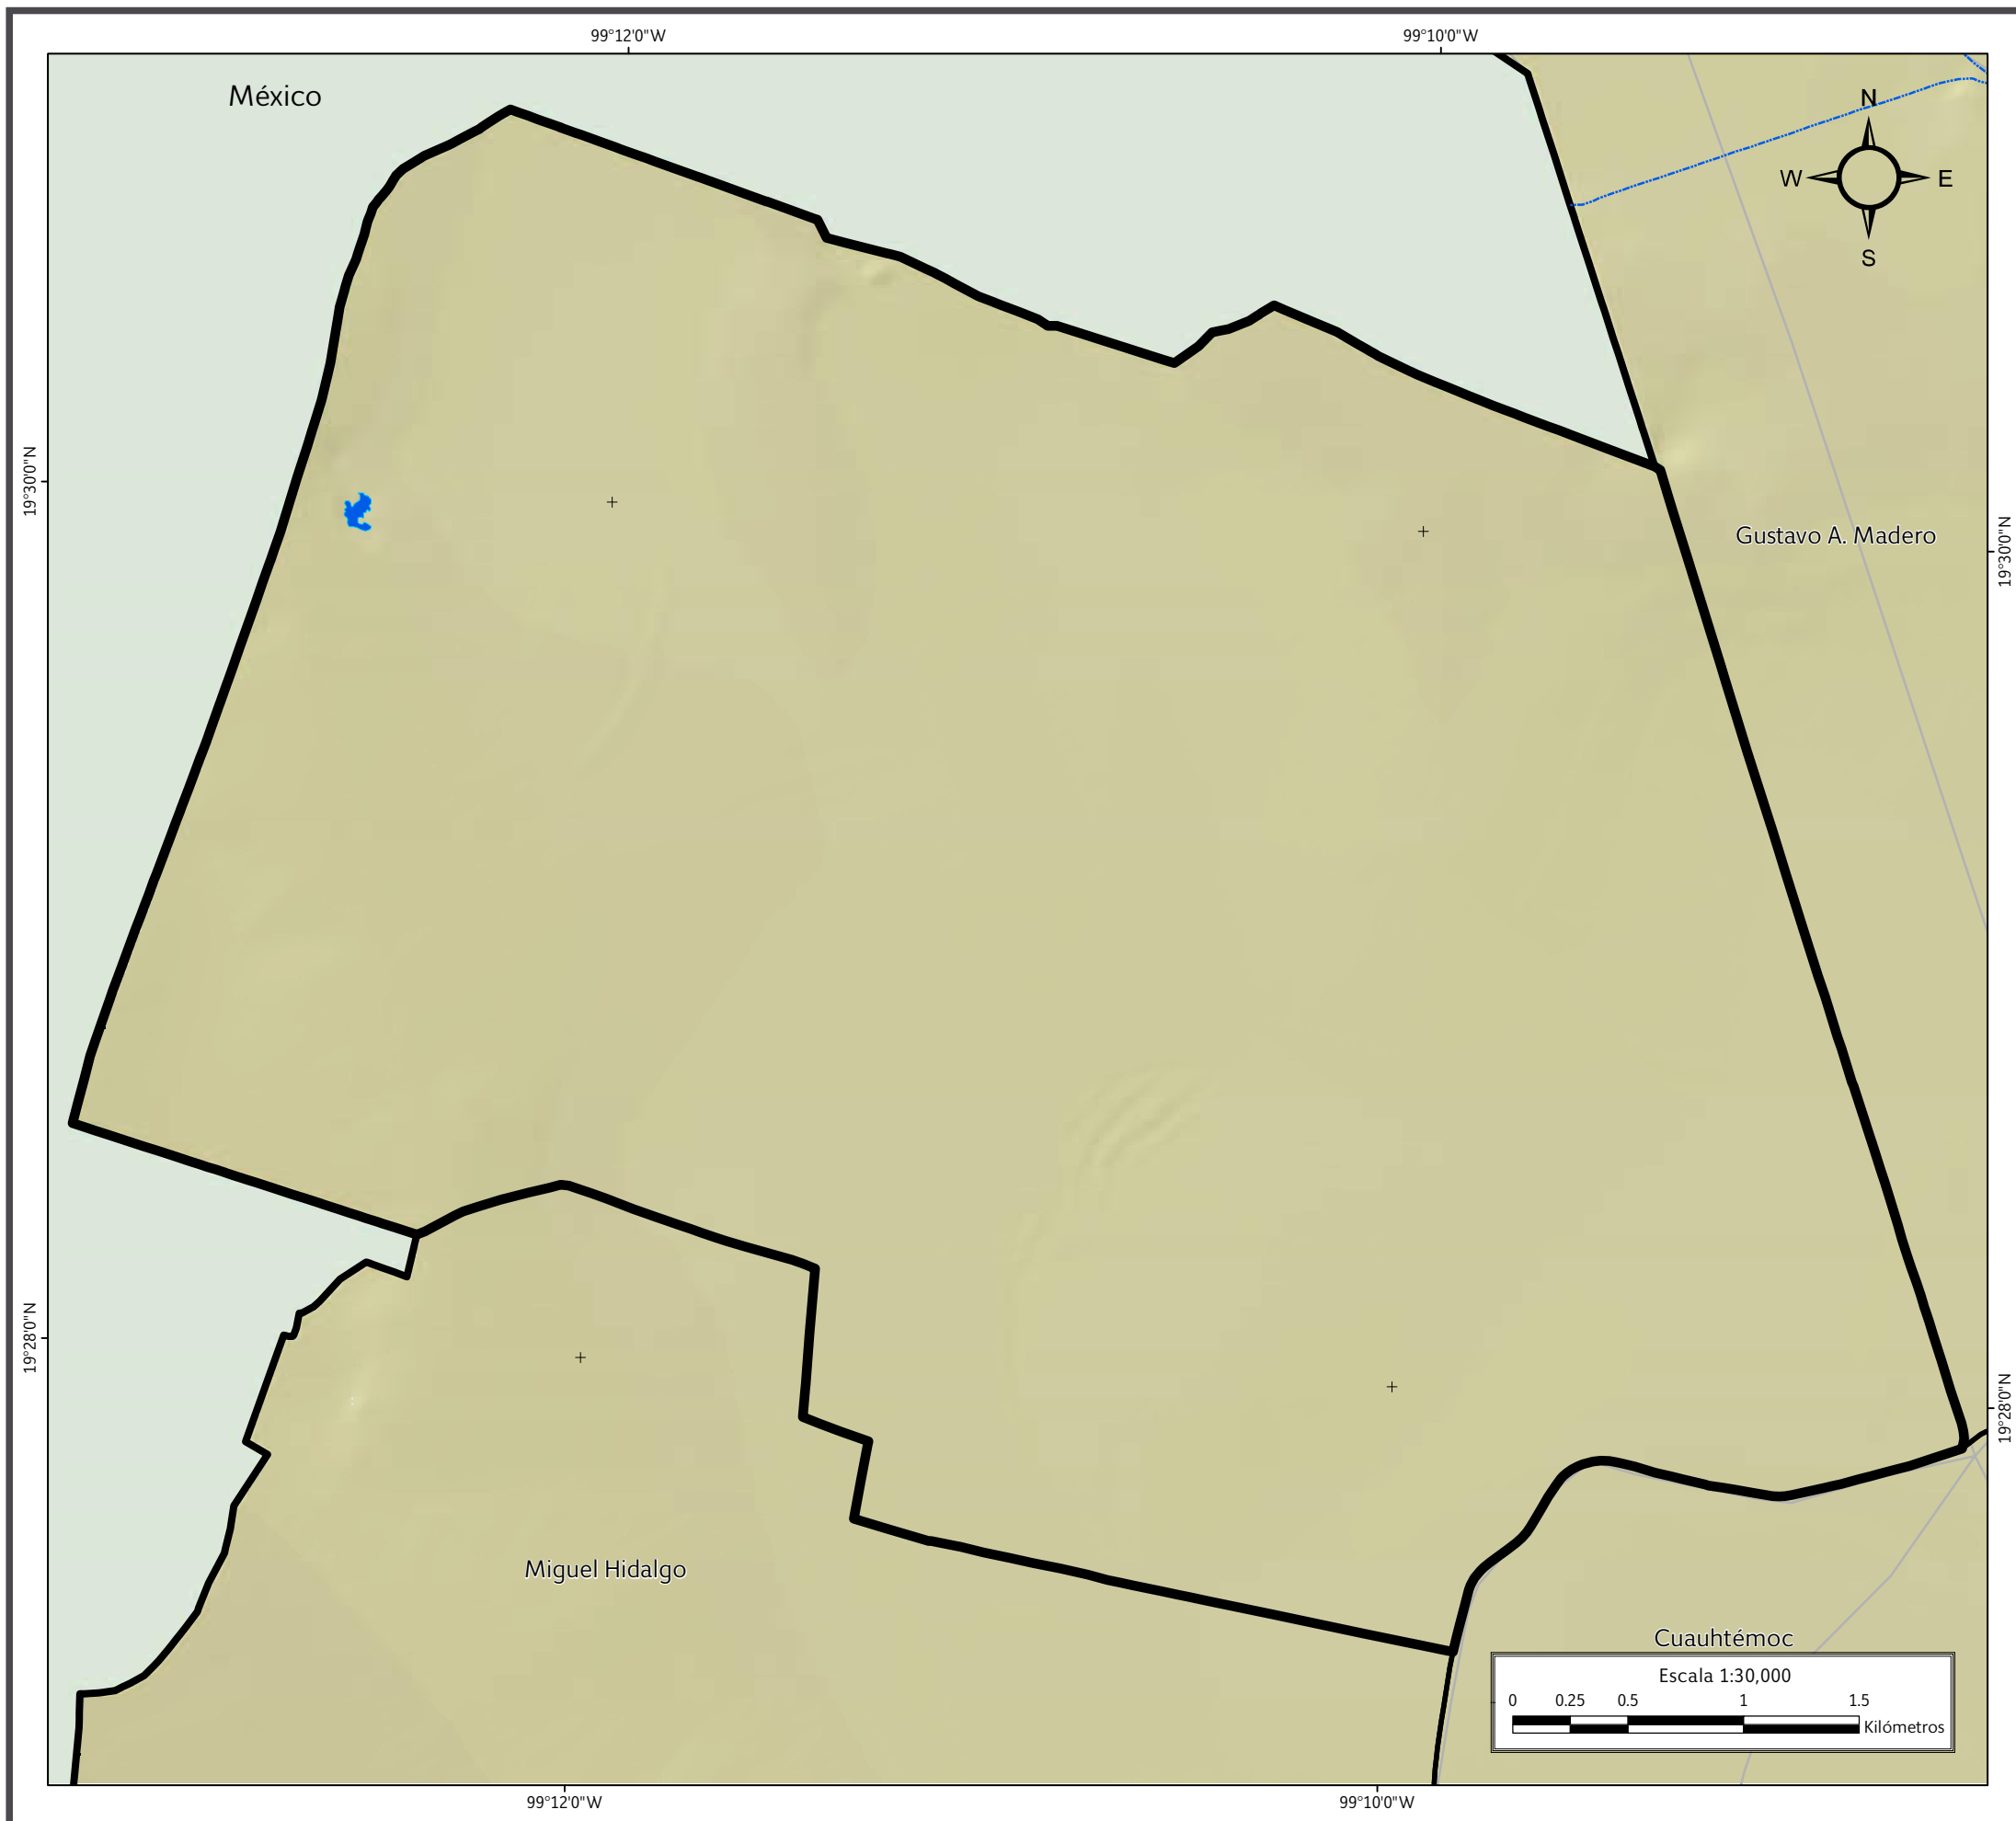 99°12'0"W
99°10'0"W
México
N
W
E
S
19°30'0"N
19°30'0"N
Gustavo A. Madero
19°28'0"N
19°28'0"N
Miguel Hidalgo
Cuauhtémoc
Escala 1:30,000
0 0.25 0.5 1 1.5
Kilómetros
99°12'0"W
99°10'0"W